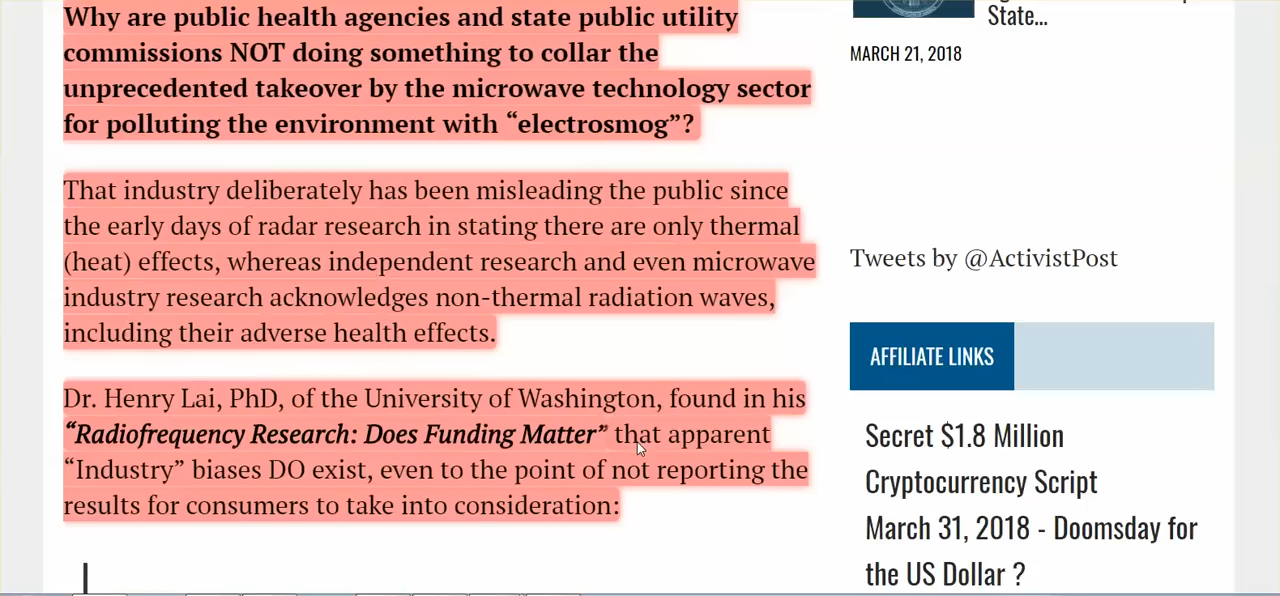 Why are public health agencies and state public utility
commissions NOT doing something to collar the
unprecedented takeover by the microwave technology sector
for polluting the environment with “electrosmog”?
That industry deliberately has been misleading the public since
the early days of radar research in stating there are only thermal
(heat) effects, whereas independent research and even microwave
industry research acknowledges non-thermal radiation waves,
including their adverse health effects.
Dr. Henry Lai, PhD, of the University of Washington, found in his
“Radiofrequency Research: Does Funding Matter” that apparent
“Industry” biases DO exist, even to the point of not reporting the
results for consumers to take into consideration:
State...
MARCH 21, 2018
Tweets by @ActivistPost
AFFILIATE LINKS
Secret $1.8 Million
Cryptocurrency Script
March 31, 2018 - Doomsday for
the US Dollar ?